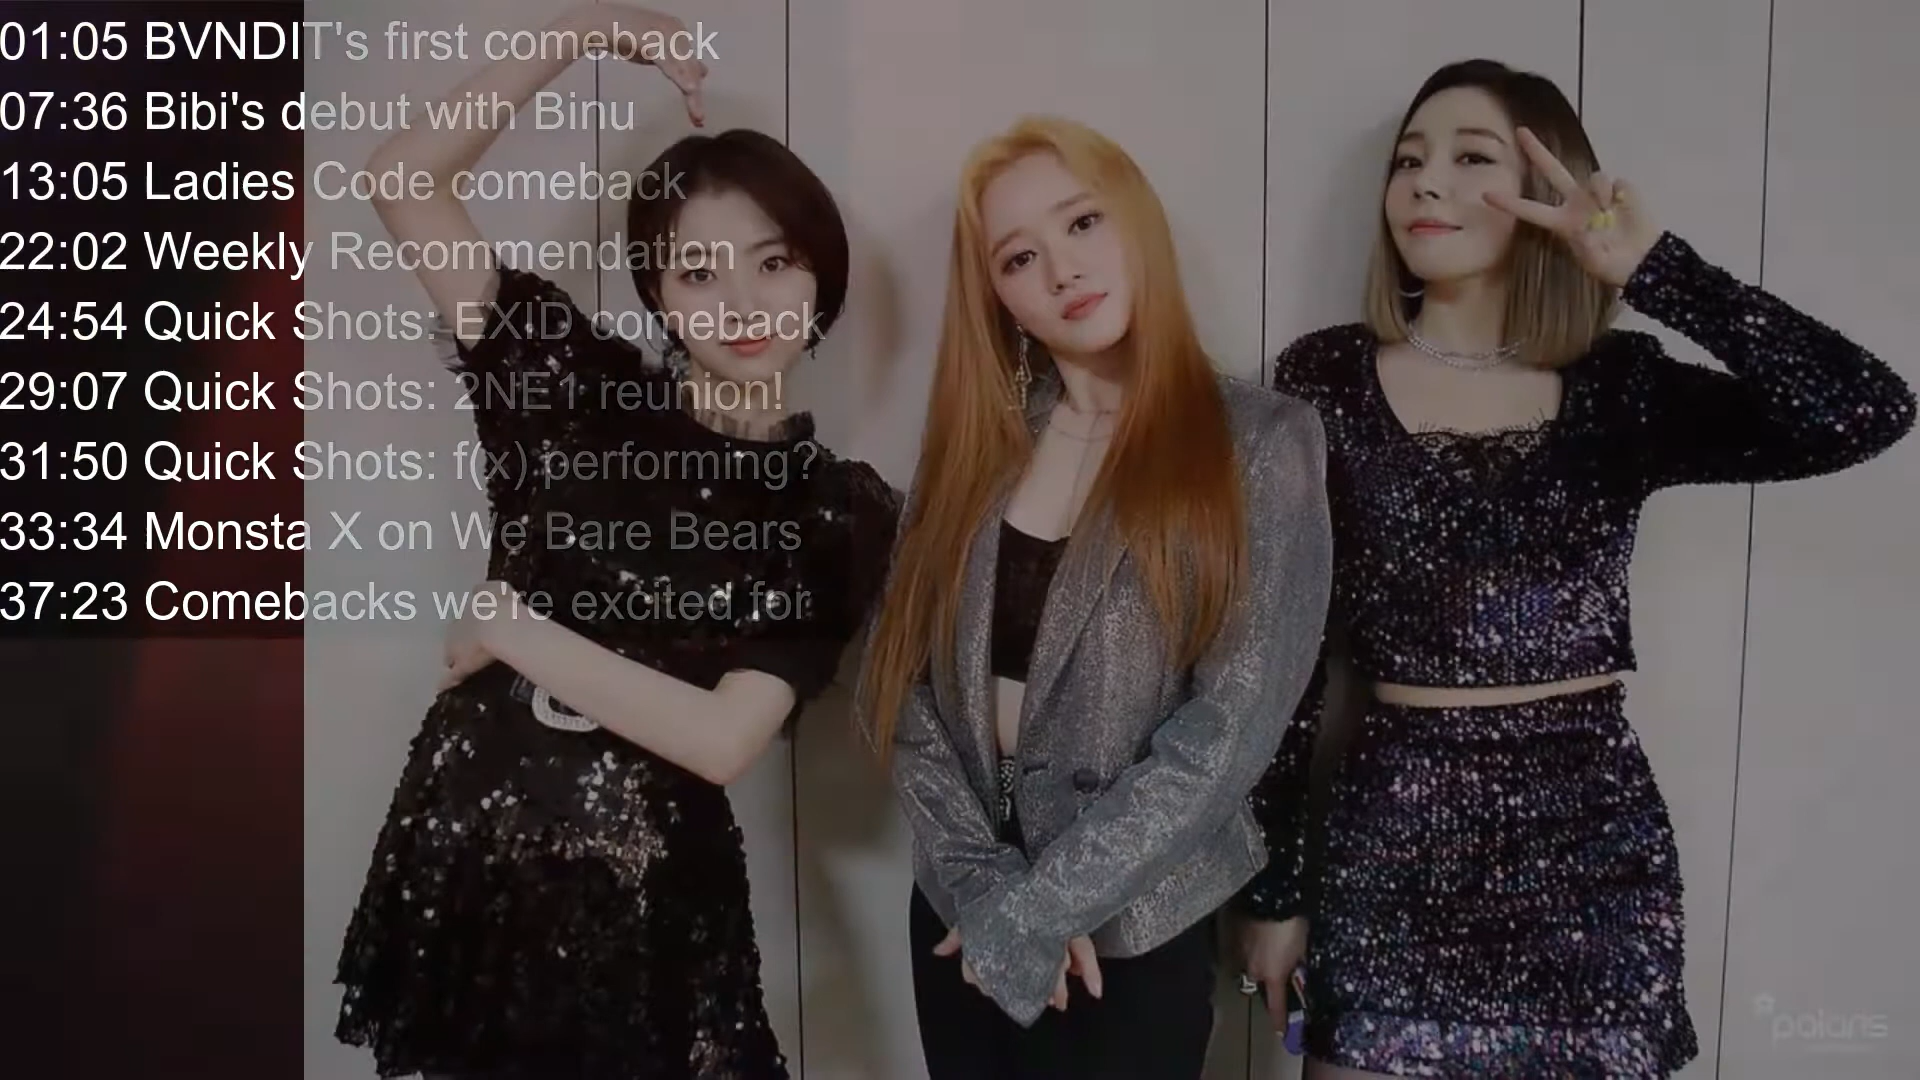 01:05 BVNDIT's first comeback
07:36 Bibi's debut with Binu
13:05 Ladies Code comeback
22:02 Weekly Recommendation
24:54 Quick Shots: EXID comeback
29:07 Quick Shots: 2NE1 reunion!
31:50 Quick Shots: f(x) performing?
33:34 Monsta X on We Bare Bears
37:23 Comebacks we're excited for
polaris